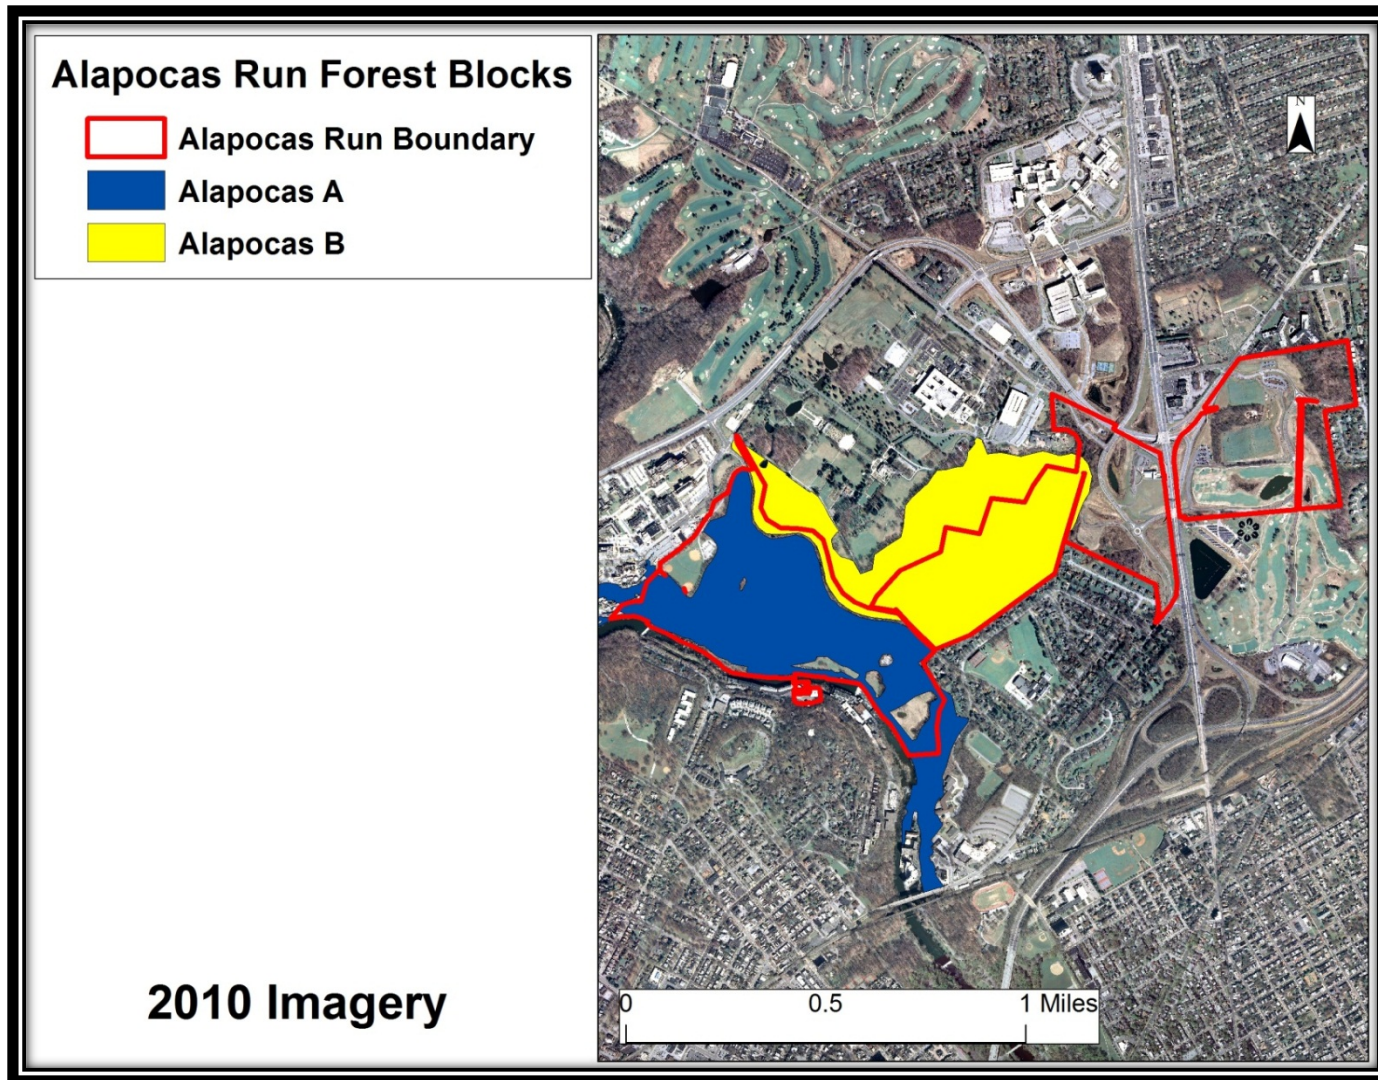 Alapocas Run Forest Blocks
Alapocas Run Boundary
Alapocas A
Alapocas B
N
2010 Imagery
0 0.5 1 Miles